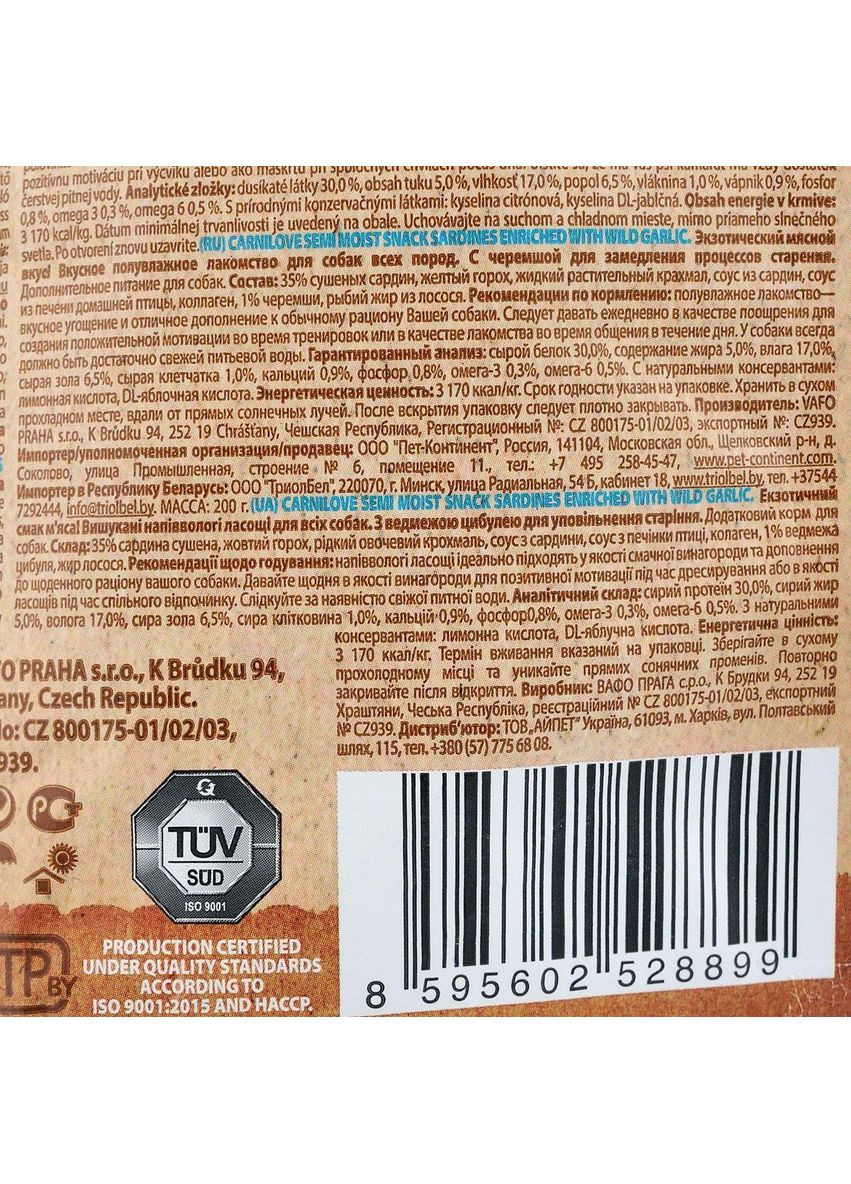 pozitívnu motiváciu pri výcviku alebo ako maškrtu pri spoločných chvíľach počas dňa.
čerstvej pitnej vody. Analytické zložky: dusíkaté látky 30,0 %, obsah tuku 5,0 %, vlhkosť 17,0 %, popol 6,5 %, vláknina 1,0 %, vápnik 0,9 %, fosfor
0,8 %, omega 3 0,3 %, omega 6 0,5 %. S prírodnými konzervačnými látkami: kyselina citrónová, kyselina DL-jablčná. Obsah energie v krmive:
3 170 kcal/kg. Dátum minimálnej trvanlivosti je uvedený na obale. Uchovávajte na suchom a chladnom mieste, mimo priameho slnečného
svetla. Po otvorení znovu uzavrite. (RU) CARNILOVE SEMI MOIST SNACK SARDINES ENRICHED WITH WILD GARLIC. Экзотический мясной
вкус! Вкусное полувлажное лакомство для собак всех пород. С черемшой для замедления процессов старения.
Дополнительное питание для собак. Состав: 35% сушеных сардин, желтый горох, жидкий растительный крахмал, соус из сардин, соус
из печени домашней птицы, коллаген, 1% черемши, рыбий жир из лосося. Рекомендации по кормлению: полувлажное лакомство—
вкусное угощение и отличное дополнение к обычному рациону Вашей собаки. Следует давать ежедневно в качестве поощрения для
создания положительной мотивации во время тренировок или в качестве лакомства во время общения в течение дня. У собаки всегда
должно быть достаточно свежей питьевой воды. Гарантированный анализ: сырой белок 30,0%, содержание жира 5,0%, влага 17,0%,
сырая зола 6,5%, сырая клетчатка 1,0%, кальций 0,9%, фосфор 0,8%, омега-3 0,3%, омега-6 0,5%. С натуральными консервантами:
лимонная кислота, DL-яблочная кислота. Энергетическая ценность: 3 170 ккал/кг. Срок годности указан на упаковке. Хранить в сухом
прохладном месте, вдали от прямых солнечных лучей. После вскрытия упаковку следует плотно закрывать. Производитель: VAFO
PRAHA s.r.o., K Brůdku 94, 252 19 Chrášťany, Чешская Республика, Регистрационный №: CZ 800175-01/02/03, экспортный №: CZ939.
Импортер/уполномоченная организация/продавец: ООО "Пет-Континент", Россия, 141104, Московская обл., Щелковский р-н, д.
Соколово, улица Промышленная, строение № 6, помещение 11., тел.: +7 495 258-45-47, www.pet-continent.com.
Импортер в Республику Беларусь: ООО "ТриолБел", 220070, г. Минск, улица Радиальная, 54 Б, кабинет 18, www.triolbel.by, тел. +37544
7292444, info@triolbel.by. МАССА: 200 г. (UA) CARNILOVE SEMI MOIST SNACK SARDINES ENRICHED WITH WILD GARLIC. Екзотичний
смак м'яса! Вишукані напіввологі ласощі для всіх собак. З ведмежою цибулею для уповільнення старіння. Додатковий корм для
собак. Склад: 35% сардина сушена, жовтий горох, рідкий овочевий крохмаль, соус з сардини, соус з печінки птиці, колаген, 1% ведмежа
цибуля, жир лосося. Рекомендації щодо годування: напіввологі ласощі ідеально підходять у якості смачної винагороди та доповнення
до щоденного раціону вашого собаки. Давайте щодня в якості винагороди для позитивної мотивації під час дресирування або в якості
ласощів під час спільного відпочинку. Слідкуйте за наявністю свіжої питної води. Аналітичний склад: сирий протеїн 30,0%, сирий жир
5,0%, волога 17,0%, сира зола 6,5%, сира клітковина 1,0%, кальцій 0,9%, фосфор0,8%, омега-3 0,3%, омега-6 0,5%. З натуральними
консервантами: лимонна кислота, DL-яблучна кислота. Енергетична цінність:
3 170 ккал/кг. Термін вживання вказаний на упаковці. Зберігайте в сухому
прохолодному місці та уникайте прямих сонячних променів. Повторно
закривайте після відкриття. Виробник: ВАФО ПРАГА с.r.о., К Брудки 94, 252 19
Храштяни, Чеська Республіка, реєстраційний № CZ 800175-01/02/03, експортний
№ CZ939. Дистриб'ютор: ТОВ „АЙПЕТ" Україна, 61093, м. Харків, вул. Полтавський
шлях, 115, тел. +380 (57) 775 68 08.
O PRAHA s.r.o., K Brůdku 94,
any, Czech Republic.
lo: CZ 800175-01/02/03,
939.
TÜV
SÜD
ISO 9001
PRODUCTION CERTIFIED
UNDER QUALITY STANDARDS
ACCORDING TO
ISO 9001:2015 AND HACCP.
TP BY
8 595602 528899